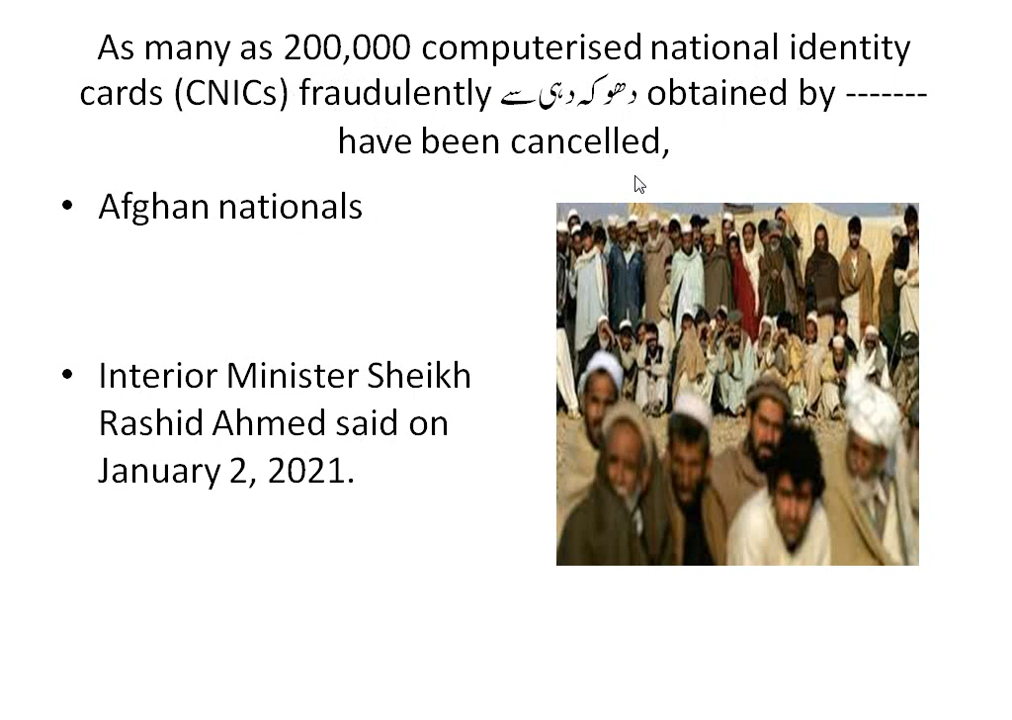 As many as 200,000 computerised national identity
cards (CNICs) fraudulently دھوکہ دہی سے obtained by -------
have been cancelled,
• Afghan nationals
• Interior Minister Sheikh
Rashid Ahmed said on
January 2, 2021.